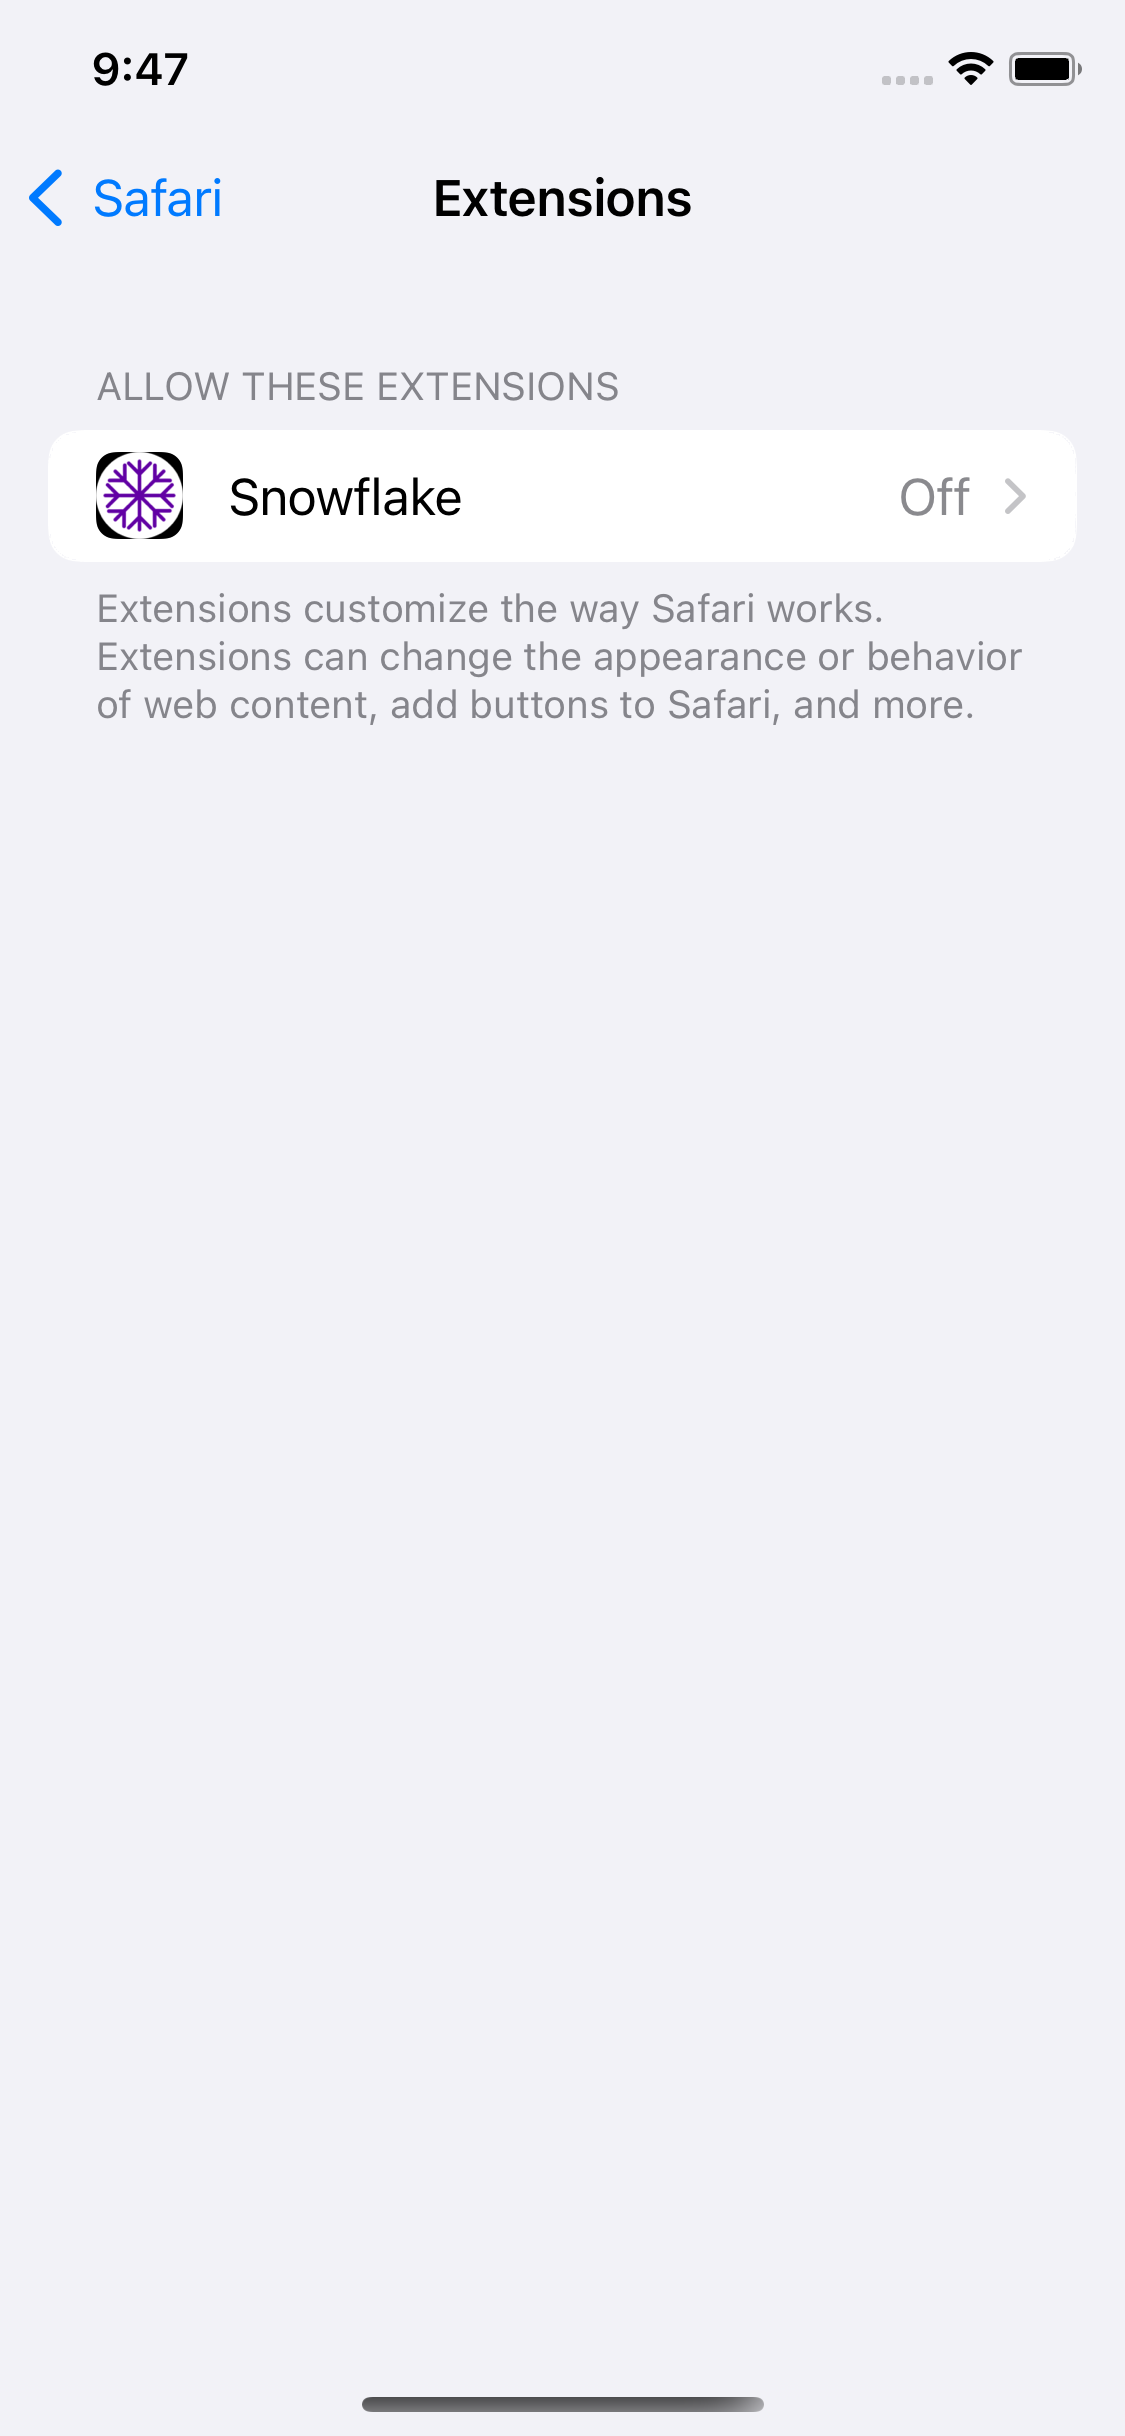 9:47
Safari
Extensions
ALLOW THESE EXTENSIONS
Snowflake
Off
Extensions customize the way Safari works.
Extensions can change the appearance or behavior
of web content, add buttons to Safari, and more.